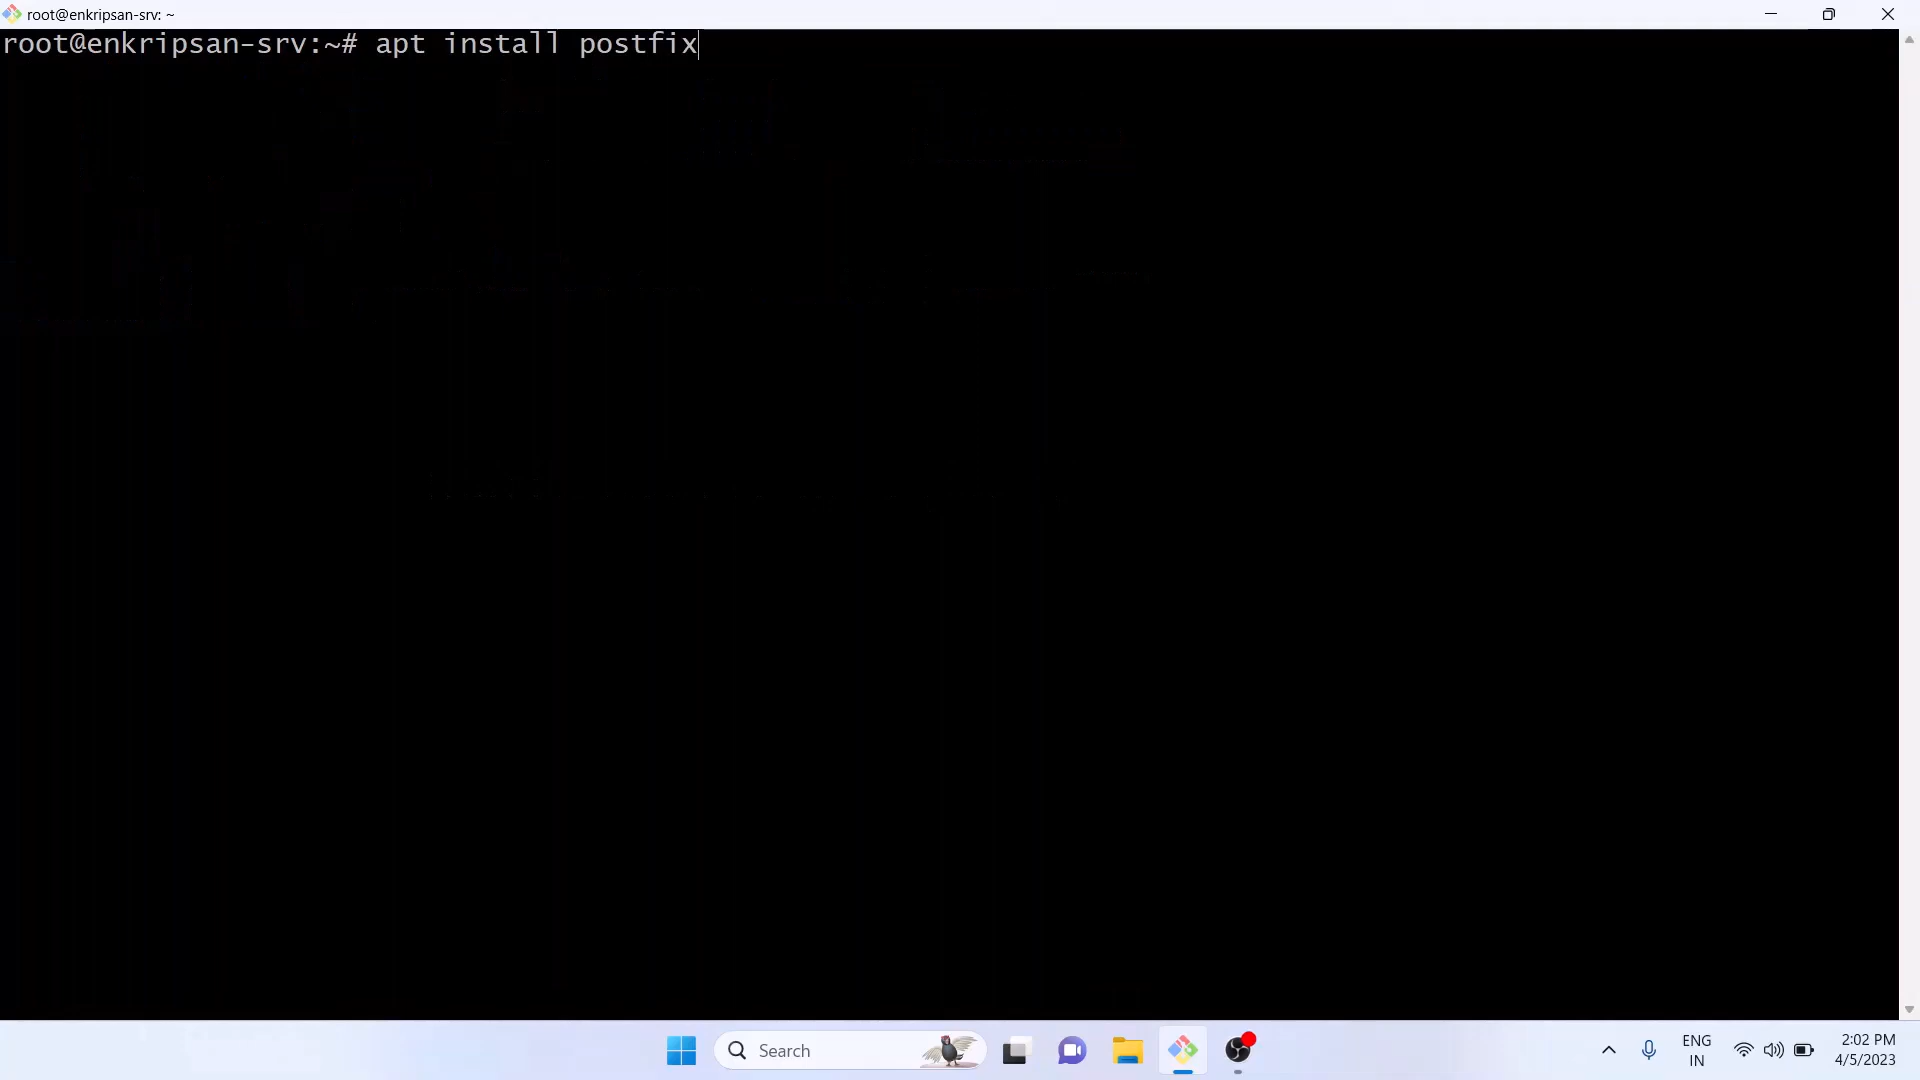 root@enkripsan-srv: ~
root@enkripsan-srv:~# apt install postfix
Search
ENG
IN
2:02 PM
4/5/2023